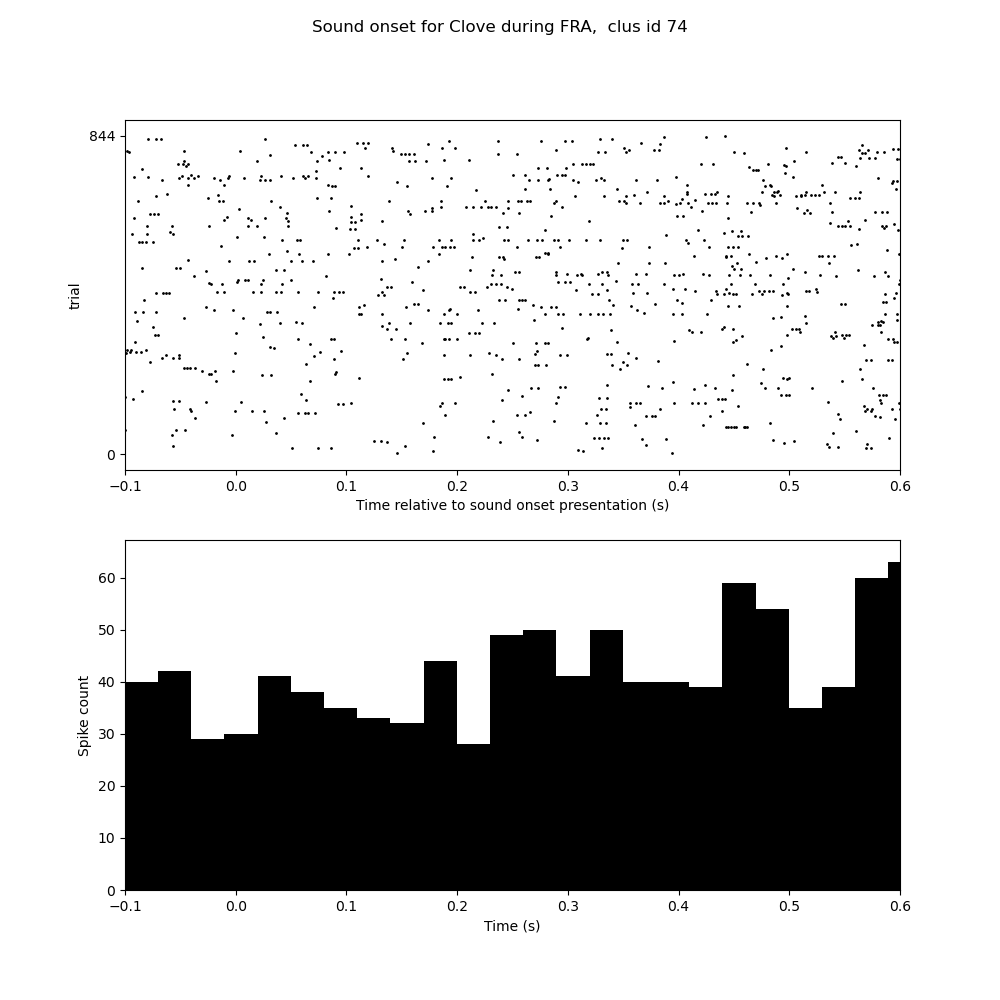 Sound onset for Clove during FRA,  clus id 74
844
trial
0
−0.1 0.0 0.1 0.2 0.3 0.4 0.5 0.6
Time relative to sound onset presentation (s)
60
50
40
Spike count
30
20
10
0
−0.1 0.0 0.1 0.2 0.3 0.4 0.5 0.6
Time (s)